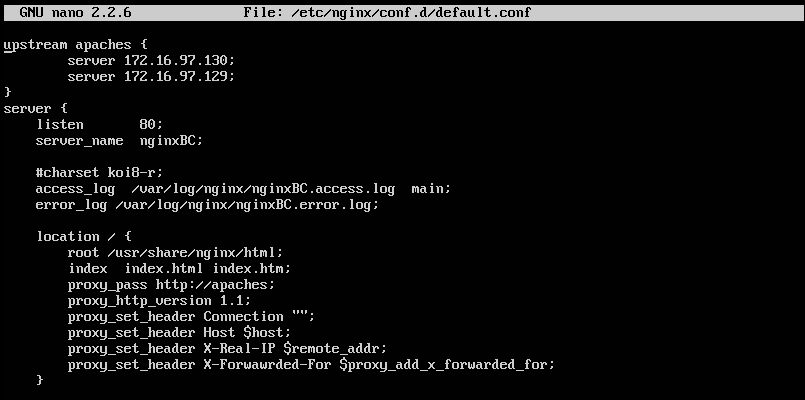 GNU nano 2.2.6 File: /etc/nginx/conf.d/default.conf
upstream apaches {
server 172.16.97.130;
server 172.16.97.129;
}
server {
listen 80;
server_name nginxBC;
#charset koi8-r;
access_log /var/log/nginx/nginxBC.access.log main;
error_log /var/log/nginx/nginxBC.error.log;
location / {
root /usr/share/nginx/html;
index index.html index.htm;
proxy_pass http://apaches;
proxy_http_version 1.1;
proxy_set_header Connection "";
proxy_set_header Host $host;
proxy_set_header X-Real-IP $remote_addr;
proxy_set_header X-Forwawrded-For $proxy_add_x_forwarded_for;
}